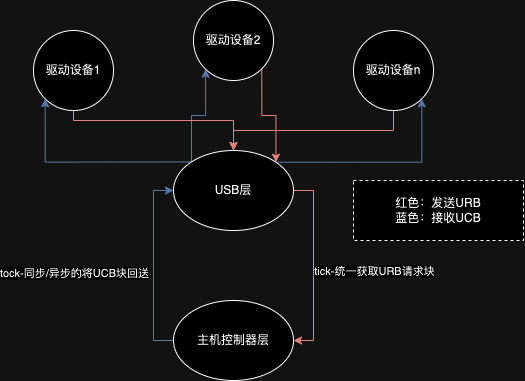 驱动设备1
驱动设备2
驱动设备n
USB层
红色：发送URB
蓝色：接收UCB
tock-同步/异步的将UCB块回送
tick-统一获取URB请求块
主机控制器层